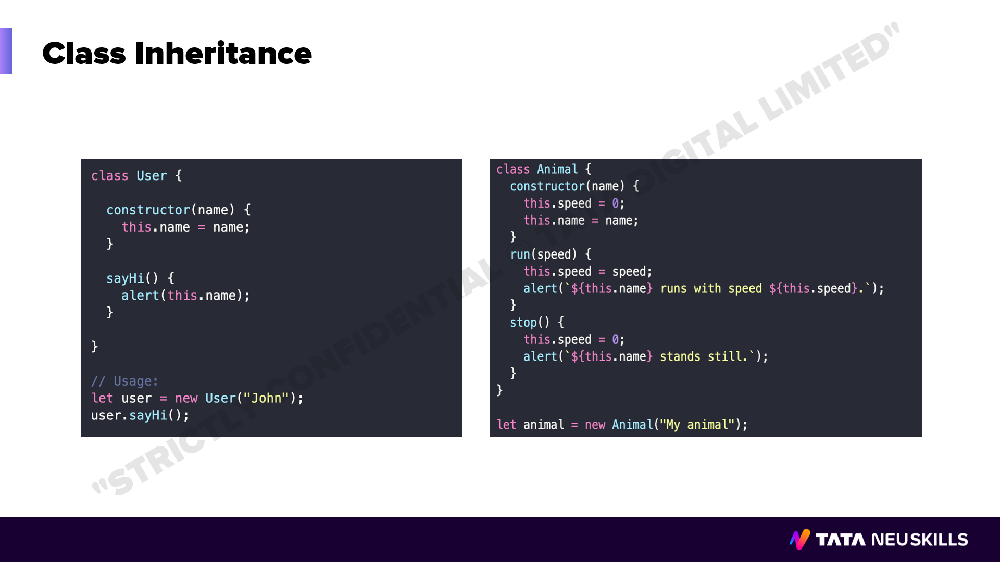 Class Inheritance
class User {
  constructor(name) {
    this.name = name;
  }
  sayHi() {
    alert(this.name);
  }
}
// Usage:
let user = new User("John");
user.sayHi();
class Animal {
  constructor(name) {
    this.speed = 0;
    this.name = name;
  }
  run(speed) {
    this.speed = speed;
    alert(`${this.name} runs with speed ${this.speed}.`);
  }
  stop() {
    this.speed = 0;
    alert(`${this.name} stands still.`);
  }
}
let animal = new Animal("My animal");
"STRICTLY CONFIDENTIAL © TATA DIGITAL LIMITED"
TATA NEUSKILLS